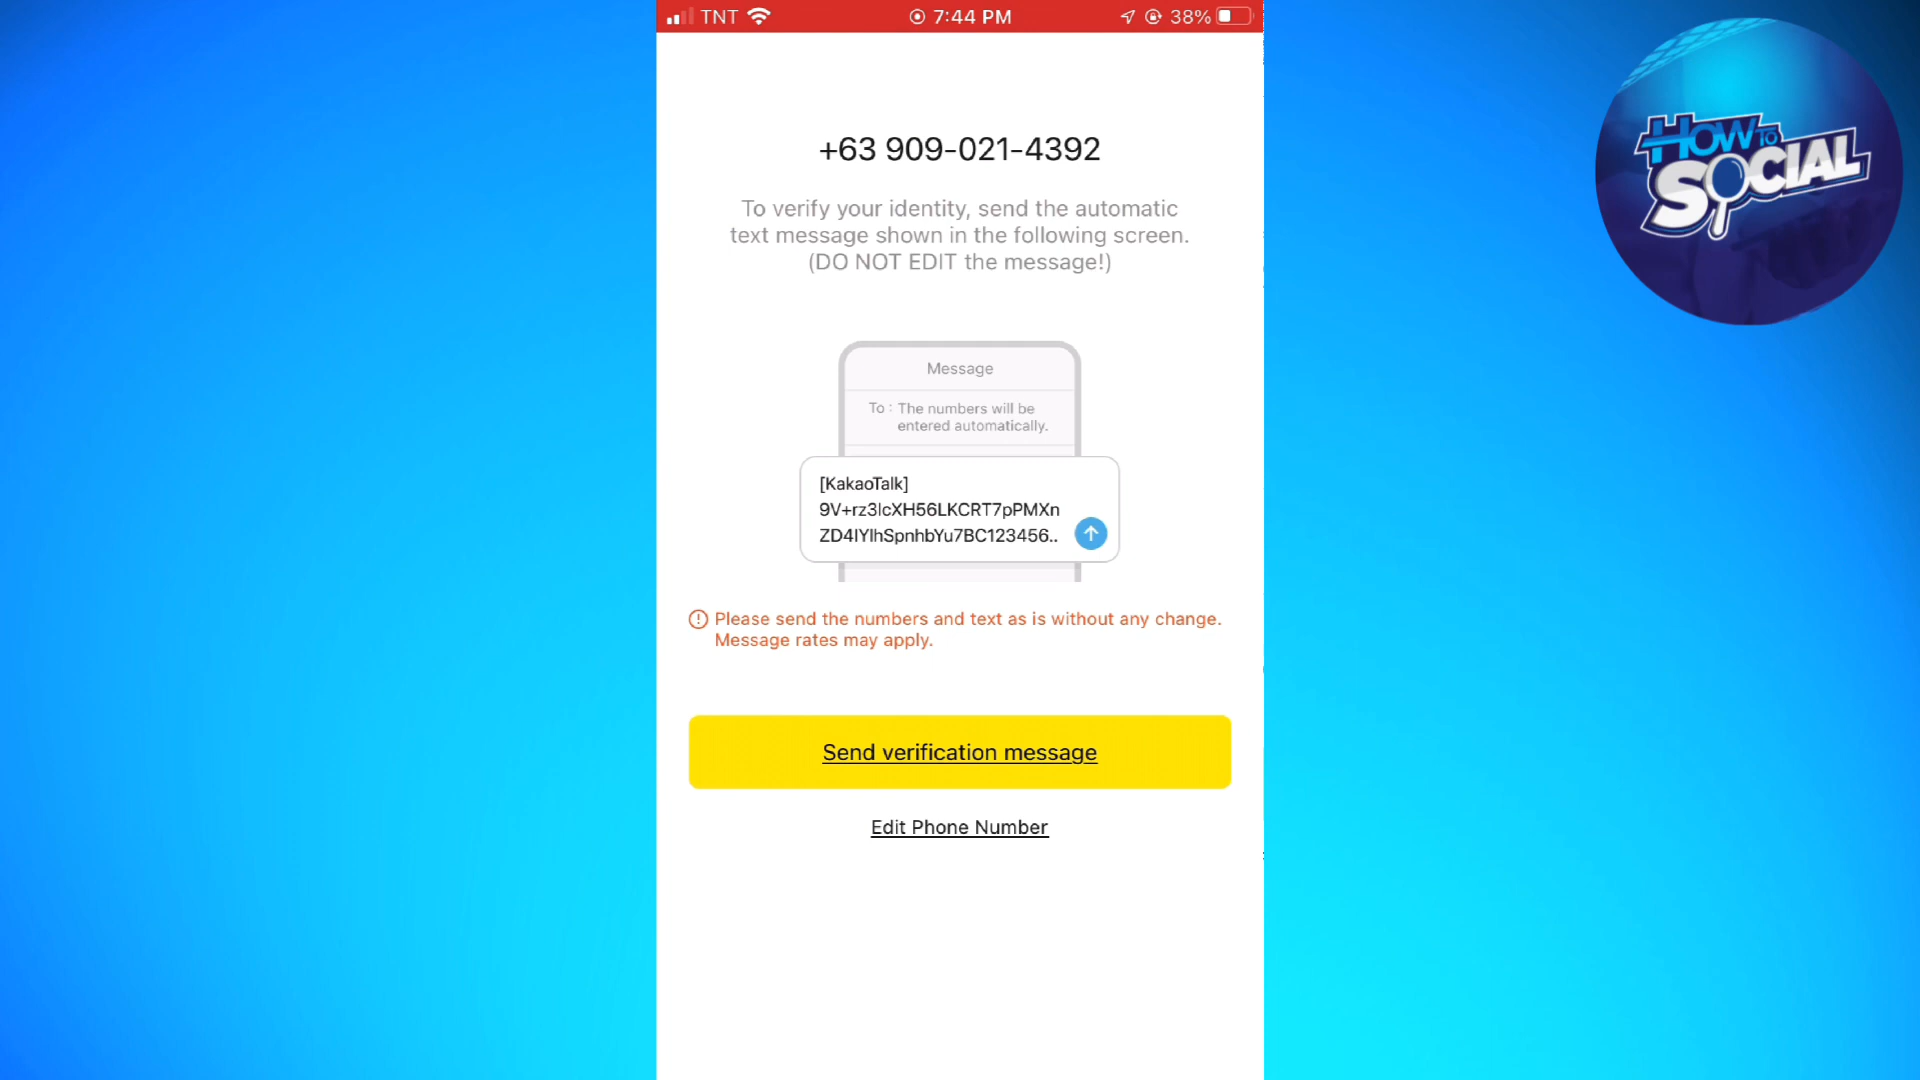 TNT 7:44 PM 38%
HOW TO
SOCIAL
+63 909-021-4392
To verify your identity, send the automatic
text message shown in the following screen.
(DO NOT EDIT the message!)
Message
To : The numbers will be
entered automatically.
[KakaoTalk]
9V+rz3lcXH56LKCRT7pPMXn
ZD4IYlhSpnhbYu7BC123456..
Please send the numbers and text as is without any change.
Message rates may apply.
Send verification message
Edit Phone Number